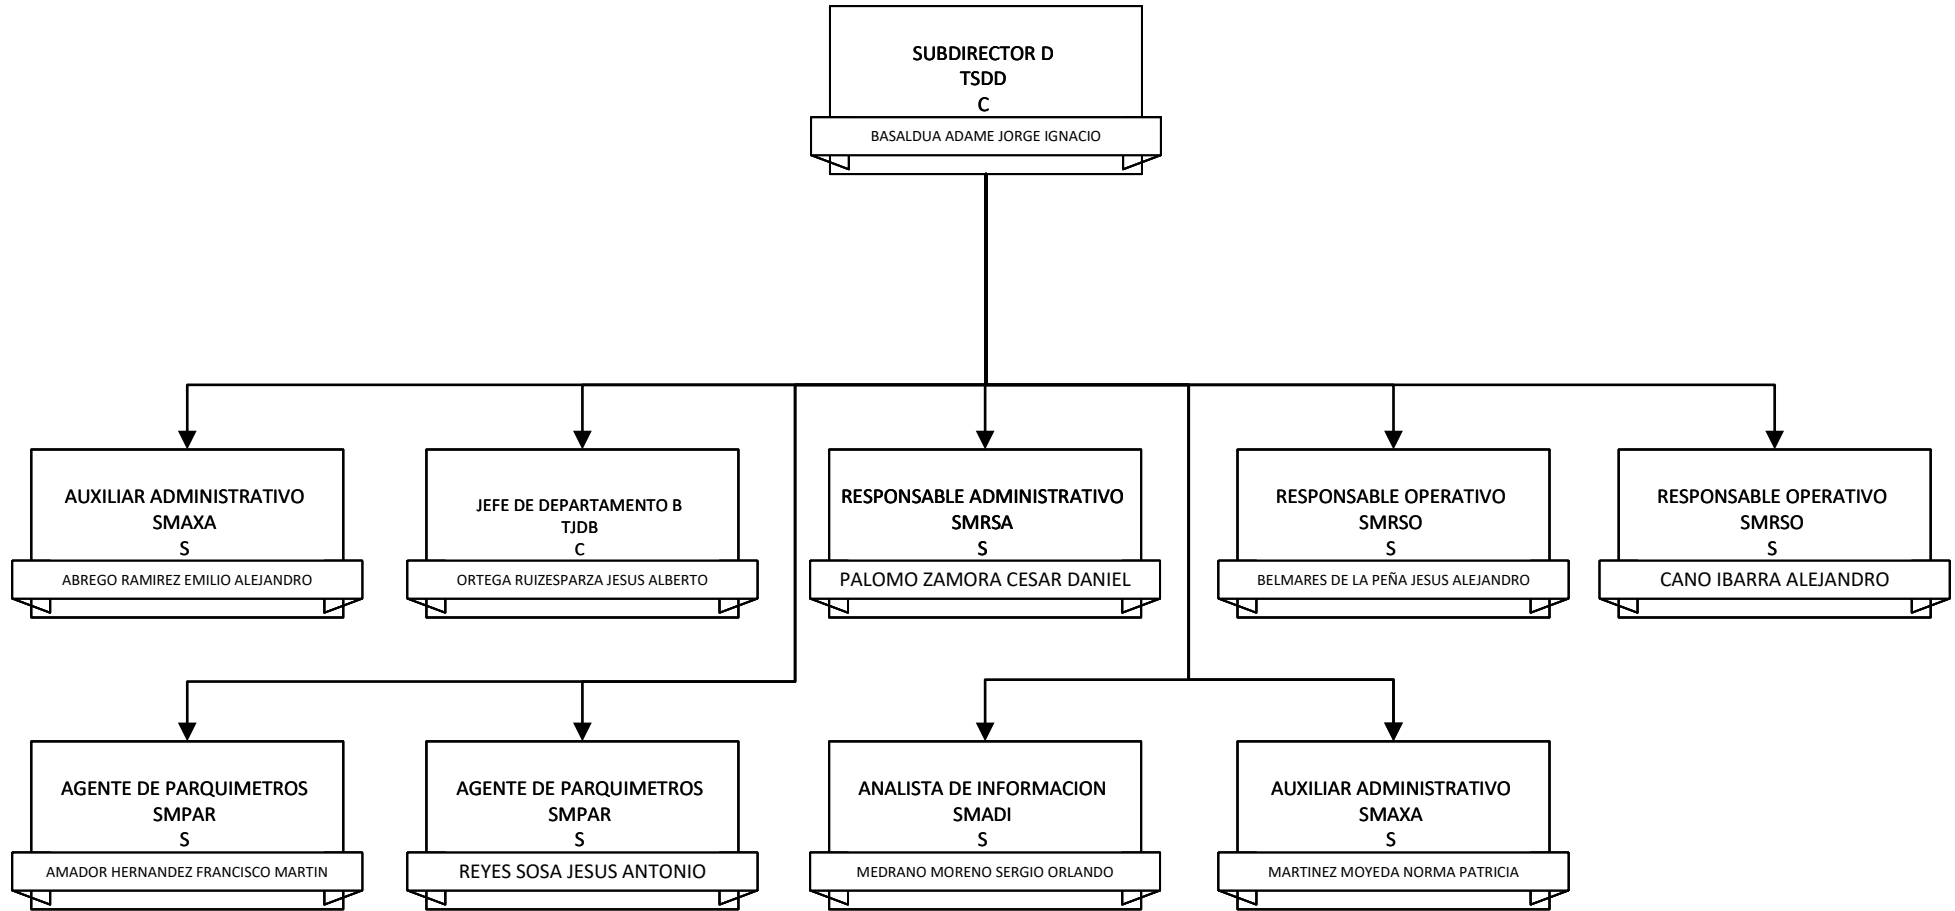 SUBDIRECTOR D
TSDD
C
BASALDUA ADAME JORGE IGNACIO
AUXILIAR ADMINISTRATIVO
SMAXA
S
ABREGO RAMIREZ EMILIO ALEJANDRO
JEFE DE DEPARTAMENTO B
TJDB
C
ORTEGA RUIZESPARZA JESUS ALBERTO
RESPONSABLE ADMINISTRATIVO
SMRSA
S
PALOMO ZAMORA CESAR DANIEL
RESPONSABLE OPERATIVO
SMRSO
S
BELMARES DE LA PEÑA JESUS ALEJANDRO
RESPONSABLE OPERATIVO
SMRSO
S
CANO IBARRA ALEJANDRO
AGENTE DE PARQUIMETROS
SMPAR
S
AMADOR HERNANDEZ FRANCISCO MARTIN
AGENTE DE PARQUIMETROS
SMPAR
S
REYES SOSA JESUS ANTONIO
ANALISTA DE INFORMACION
SMADI
S
MEDRANO MORENO SERGIO ORLANDO
AUXILIAR ADMINISTRATIVO
SMAXA
S
MARTINEZ MOYEDA NORMA PATRICIA